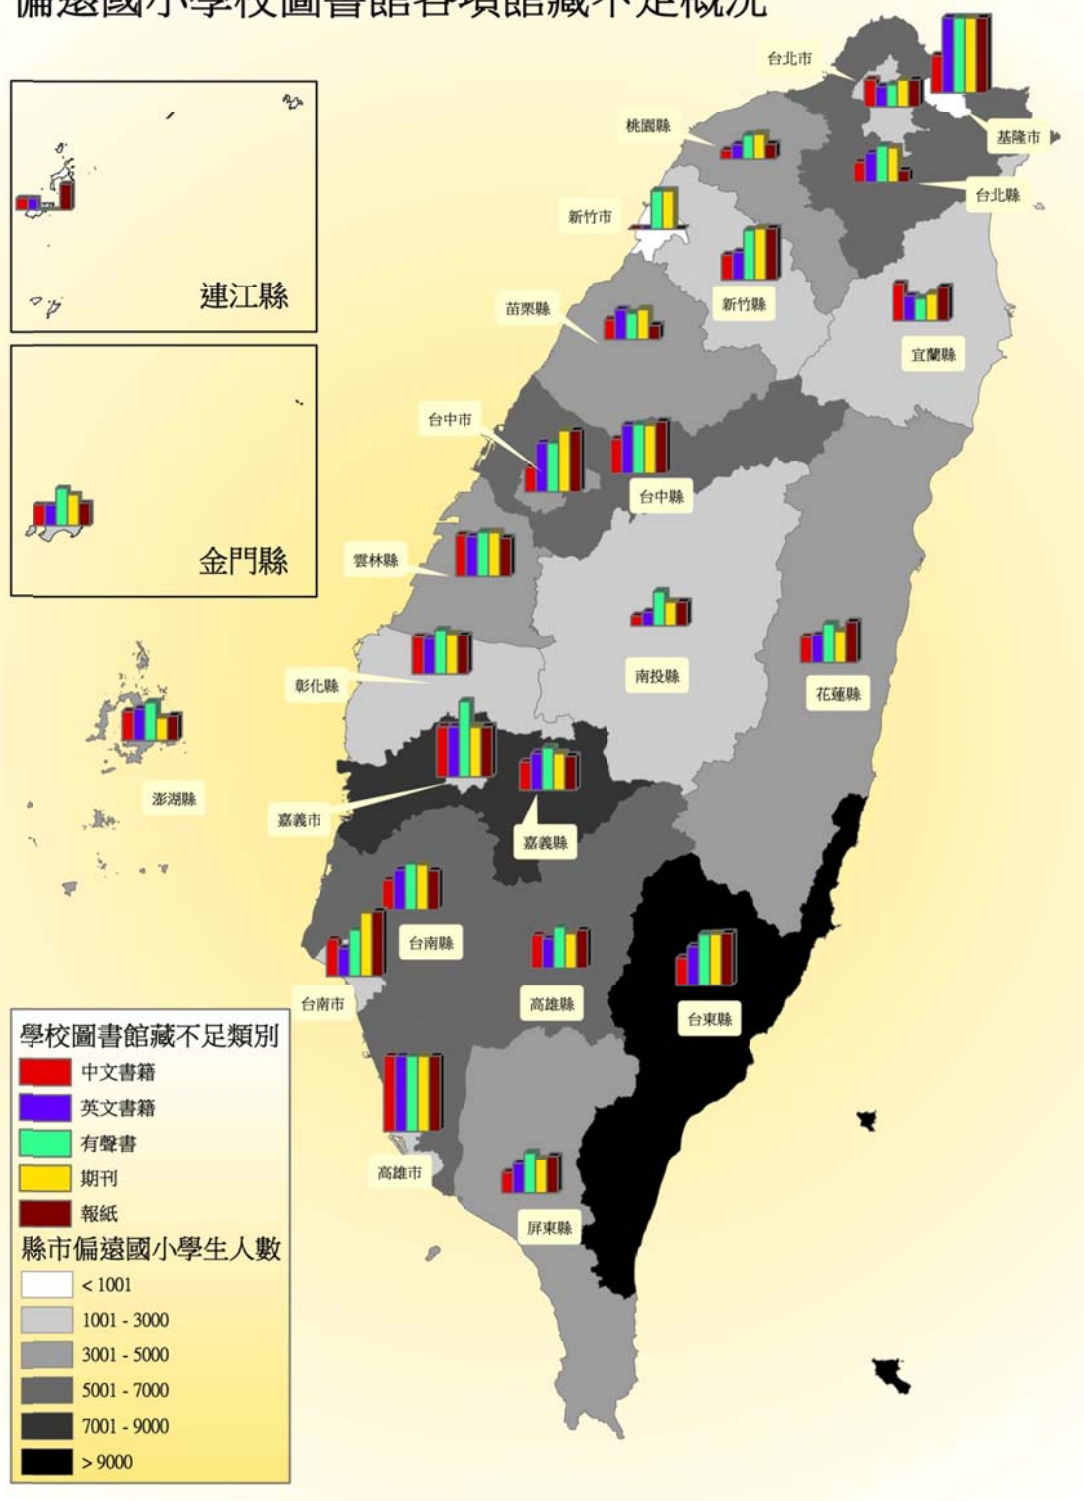 偏遠國小學校圖書館各項館藏不足概況
台北市
基隆市
桃園縣
台北縣
新竹市
連江縣
新竹縣
苗栗縣
宜蘭縣
台中市
台中縣
金門縣
雲林縣
南投縣
花蓮縣
彰化縣
澎湖縣
嘉義市
嘉義縣
台南縣
台南市
高雄縣
台東縣
高雄市
屏東縣
學校圖書館藏不足類別
中文書籍
英文書籍
有聲書
期刊
報紙
縣市偏遠國小學生人數
< 1001
1001 - 3000
3001 - 5000
5001 - 7000
7001 - 9000
> 9000